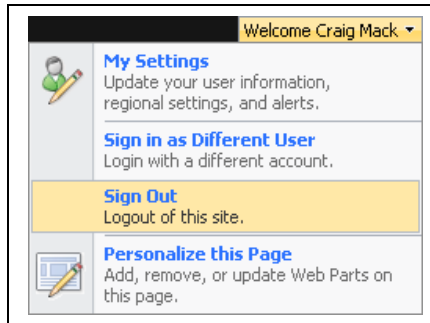 Welcome Craig Mack
My Settings
Update your user information,
regional settings, and alerts.
Sign in as Different User
Login with a different account.
Sign Out
Logout of this site.
Personalize this Page
Add, remove, or update Web Parts on
this page.